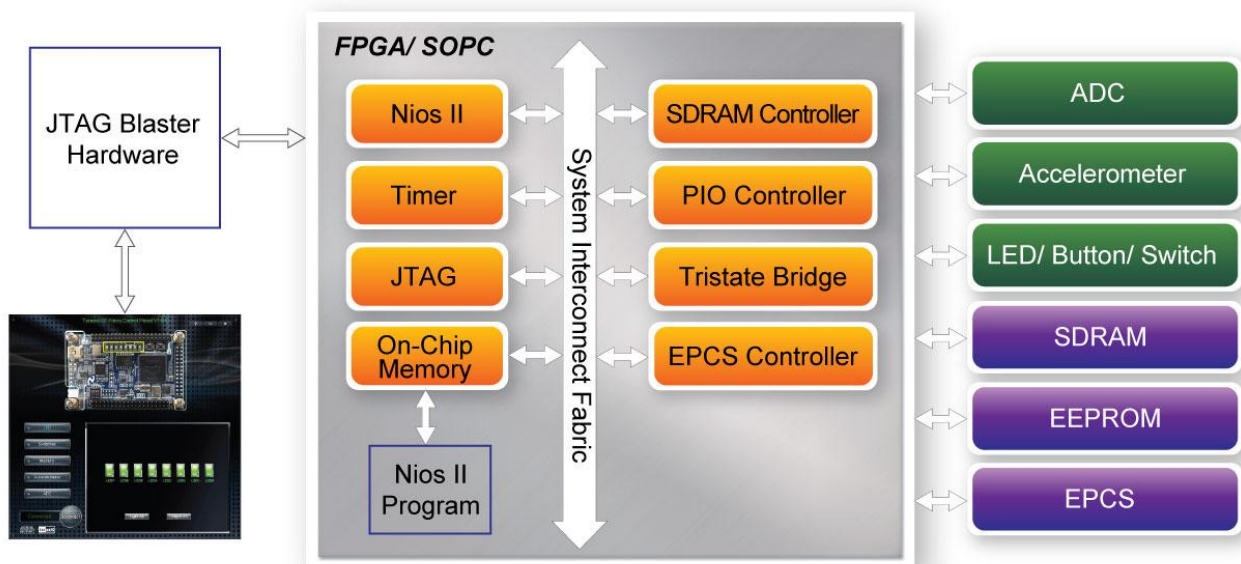 FPGA/ SOPC
JTAG Blaster
Hardware
Nios II
Timer
JTAG
On-Chip
Memory
Nios II
Program
System Interconnect Fabric
SDRAM Controller
PIO Controller
Tristate Bridge
EPCS Controller
ADC
Accelerometer
LED/ Button/ Switch
SDRAM
EEPROM
EPCS